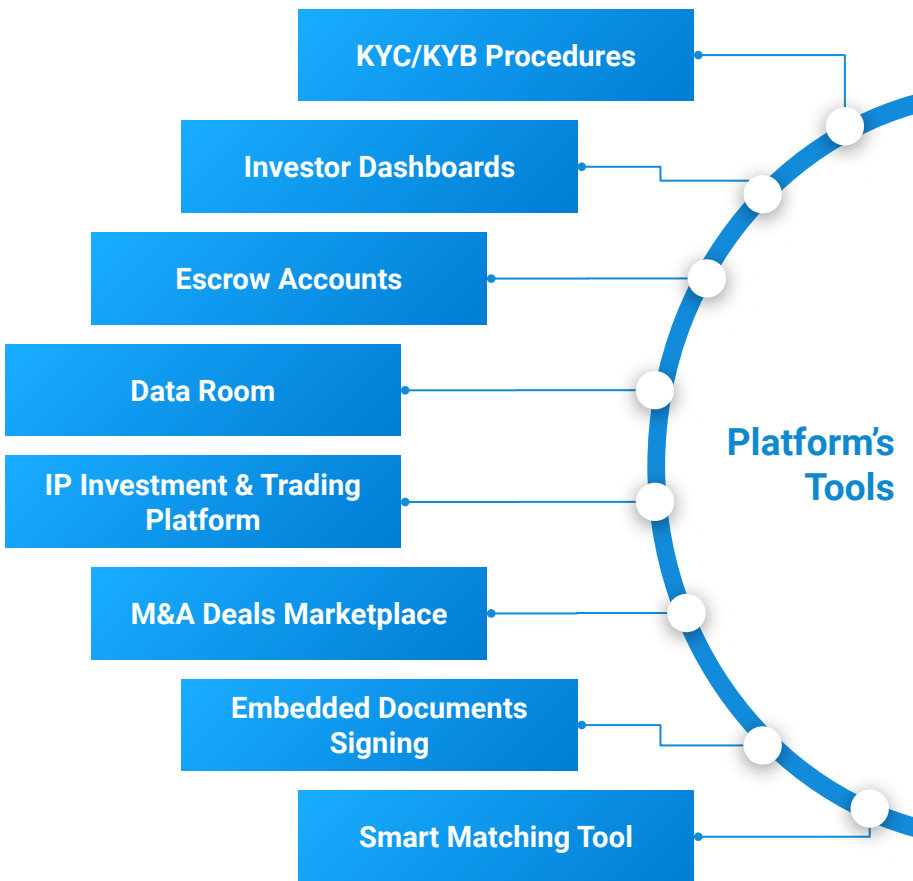 KYC/KYB Procedures
Investor Dashboards
Escrow Accounts
Data Room
IP Investment & Trading
Platform
M&A Deals Marketplace
Embedded Documents
Signing
Smart Matching Tool
Platform’s
Tools